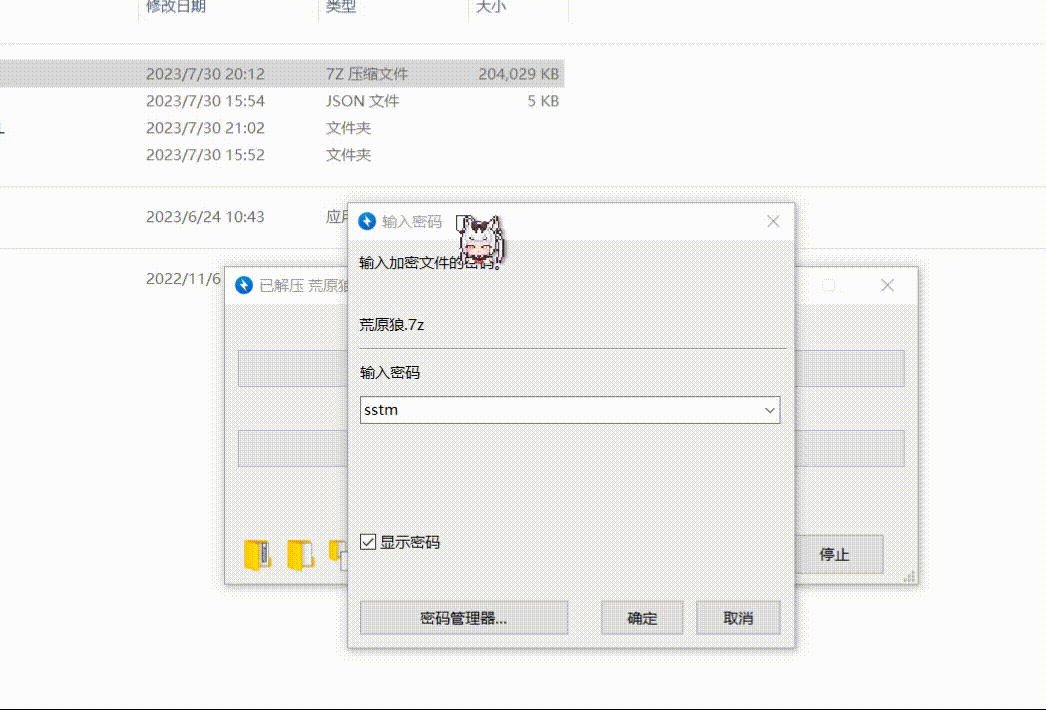 修改日期 类型 大小
2023/7/30 20:12 7Z 压缩文件 204,029 KB
2023/7/30 15:54 JSON 文件 5 KB
2023/7/30 21:02 文件夹
2023/7/30 15:52 文件夹
2023/6/24 10:43 应用
输入密码
输入加密文件的密码。
2022/11/6
已解压 荒原狼
荒原狼.7z
输入密码
sstm
显示密码
停止
密码管理器... 确定 取消